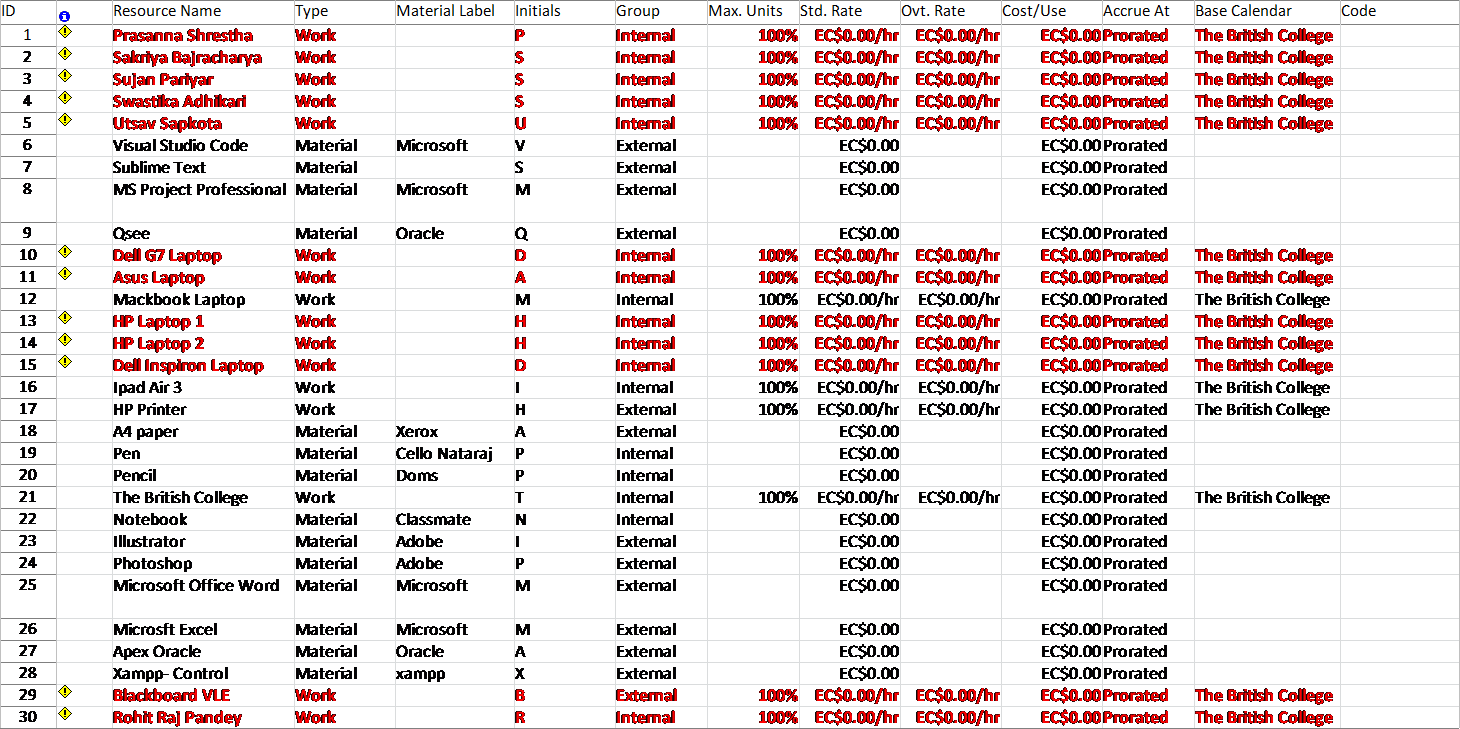 ID Resource Name Type Material Label Initials Group Max. Units Std. Rate Ovt. Rate Cost/Use Accrue At Base Calendar Code
1 Prasanna Shrestha Work P Internal 100% EC$0.00/hr EC$0.00/hr EC$0.00 Prorated The British College
2 Sakriya Bajracharya Work S Internal 100% EC$0.00/hr EC$0.00/hr EC$0.00 Prorated The British College
3 Sujan Pariyar Work S Internal 100% EC$0.00/hr EC$0.00/hr EC$0.00 Prorated The British College
4 Swastika Adhikari Work S Internal 100% EC$0.00/hr EC$0.00/hr EC$0.00 Prorated The British College
5 Utsav Sapkota Work U Internal 100% EC$0.00/hr EC$0.00/hr EC$0.00 Prorated The British College
6 Visual Studio Code Material Microsoft V External EC$0.00 EC$0.00 Prorated
7 Sublime Text Material S External EC$0.00 EC$0.00 Prorated
8 MS Project Professional Material Microsoft M External EC$0.00 EC$0.00 Prorated
9 Qsee Material Oracle Q External EC$0.00 EC$0.00 Prorated
10 Dell G7 Laptop Work D Internal 100% EC$0.00/hr EC$0.00/hr EC$0.00 Prorated The British College
11 Asus Laptop Work A Internal 100% EC$0.00/hr EC$0.00/hr EC$0.00 Prorated The British College
12 Mackbook Laptop Work M Internal 100% EC$0.00/hr EC$0.00/hr EC$0.00 Prorated The British College
13 HP Laptop 1 Work H Internal 100% EC$0.00/hr EC$0.00/hr EC$0.00 Prorated The British College
14 HP Laptop 2 Work H Internal 100% EC$0.00/hr EC$0.00/hr EC$0.00 Prorated The British College
15 Dell Inspiron Laptop Work D Internal 100% EC$0.00/hr EC$0.00/hr EC$0.00 Prorated The British College
16 Ipad Air 3 Work I Internal 100% EC$0.00/hr EC$0.00/hr EC$0.00 Prorated The British College
17 HP Printer Work H External 100% EC$0.00/hr EC$0.00/hr EC$0.00 Prorated The British College
18 A4 paper Material Xerox A External EC$0.00 EC$0.00 Prorated
19 Pen Material Cello Nataraj P Internal EC$0.00 EC$0.00 Prorated
20 Pencil Material Doms P Internal EC$0.00 EC$0.00 Prorated
21 The British College Work T Internal 100% EC$0.00/hr EC$0.00/hr EC$0.00 Prorated The British College
22 Notebook Material Classmate N Internal EC$0.00 EC$0.00 Prorated
23 Illustrator Material Adobe I External EC$0.00 EC$0.00 Prorated
24 Photoshop Material Adobe P External EC$0.00 EC$0.00 Prorated
25 Microsoft Office Word Material Microsoft M External EC$0.00 EC$0.00 Prorated
26 Microsft Excel Material Microsoft M External EC$0.00 EC$0.00 Prorated
27 Apex Oracle Material Oracle A External EC$0.00 EC$0.00 Prorated
28 Xampp- Control Material xampp X External EC$0.00 EC$0.00 Prorated
29 Blackboard VLE Work B External 100% EC$0.00/hr EC$0.00/hr EC$0.00 Prorated The British College
30 Rohit Raj Pandey Work R Internal 100% EC$0.00/hr EC$0.00/hr EC$0.00 Prorated The British College